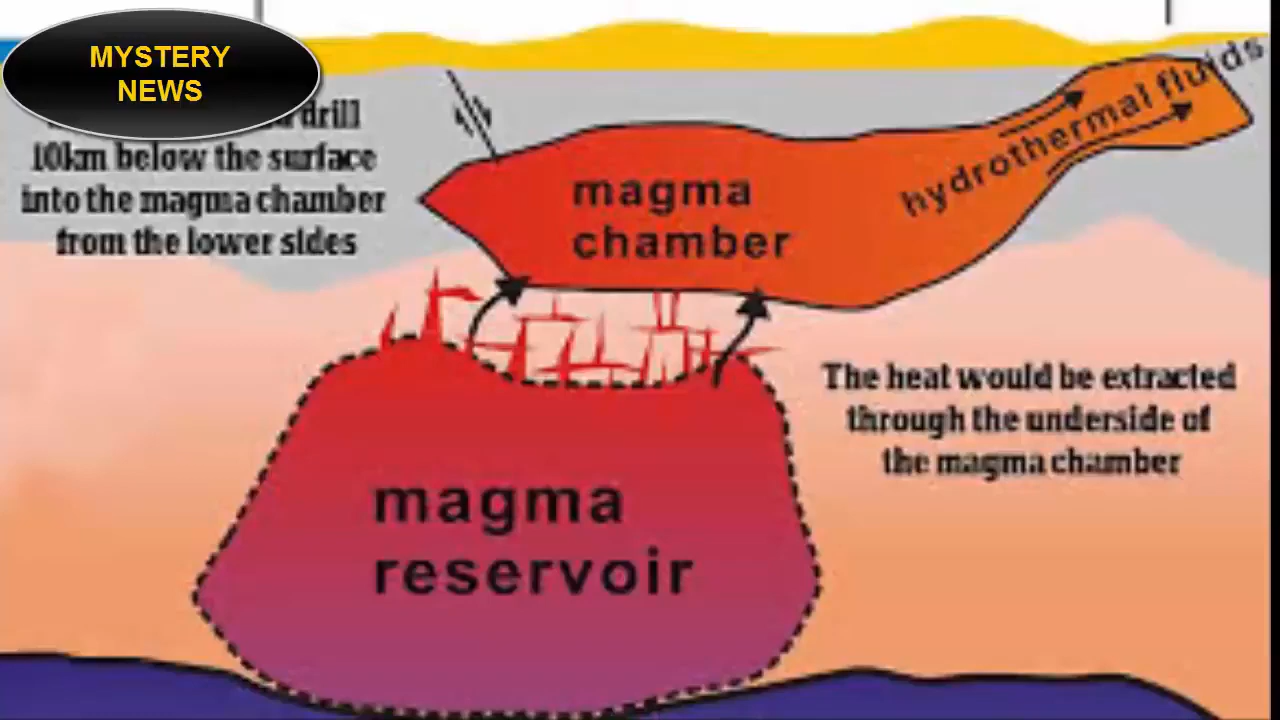 MYSTERY
NEWS
drill
10km below the surface
into the magma chamber
from the lower sides
magma
chamber
hydrothermal fluids
The heat would be extracted
through the underside of
the magma chamber
magma
reservoir